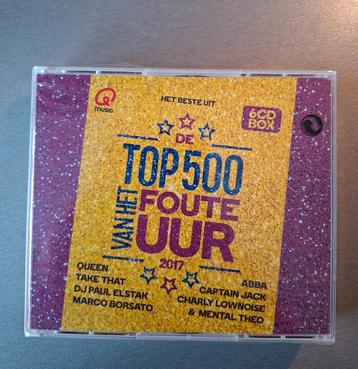 Q
music
HET BESTE UIT
6CD
BOX
DE
TOP 500
VAN HET
FOUTE
UUR
2017
QUEEN
TAKE THAT
DJ PAUL ELSTAK
MARCO BORSATO
ABBA
CAPTAIN JACK
CHARLY LOWNOISE
& MENTAL THEO